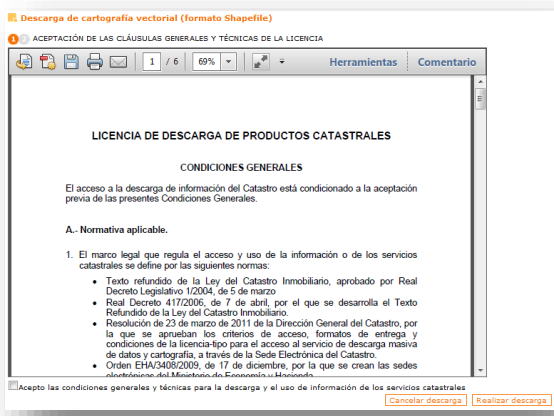 Descarga de cartografía vectorial (formato Shapefile)
1 2 ACEPTACIÓN DE LAS CLÁUSULAS GENERALES Y TÉCNICAS DE LA LICENCIA
1 / 6 69% Herramientas Comentario
LICENCIA DE DESCARGA DE PRODUCTOS CATASTRALES
CONDICIONES GENERALES
El acceso a la descarga de información del Catastro está condicionado a la aceptación
previa de las presentes Condiciones Generales.
A.- Normativa aplicable.
1. El marco legal que regula el acceso y uso de la información o de los servicios
catastrales se define por las siguientes normas:
• Texto refundido de la Ley del Catastro Inmobiliario, aprobado por Real
Decreto Legislativo 1/2004, de 5 de marzo
• Real Decreto 417/2006, de 7 de abril, por el que se desarrolla el Texto
Refundido de la Ley del Catastro Inmobiliario.
• Resolución de 23 de marzo de 2011 de la Dirección General del Catastro, por
la que se aprueban los criterios de acceso, formatos de entrega y
condiciones de la licencia-tipo para el acceso al servicio de descarga masiva
de datos y cartografía, a través de la Sede Electrónica del Catastro.
• Orden EHA/3408/2009, de 17 de diciembre, por la que se crean las sedes
electrónicas del Ministerio de Economía y Hacienda
Acepto las condiciones generales y técnicas para la descarga y el uso de información de los servicios catastrales
Cancelar descarga Realizar descarga